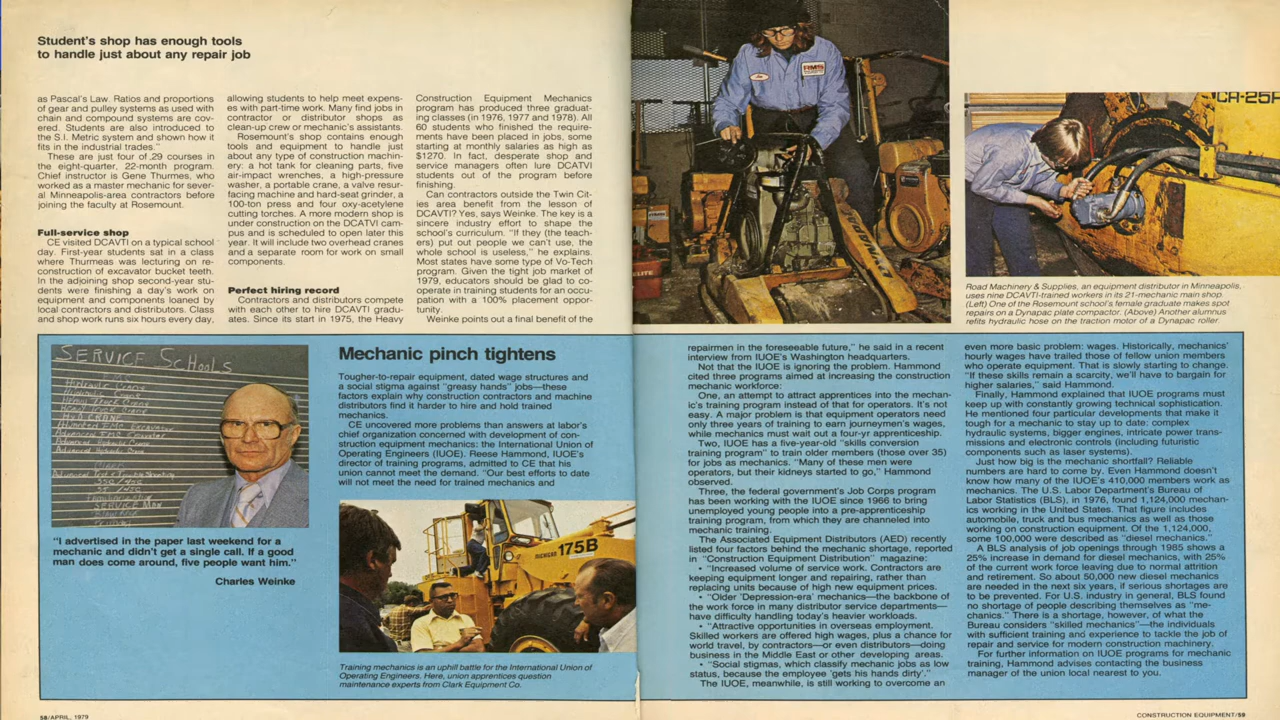 Student's shop has enough tools
to handle just about any repair job
as Pascal's Law. Ratios and proportions
of gear and pulley systems as used with
chain and compound systems are cov-
ered. Students are also introduced to
the S.I. Metric system and shown how it
fits in the industrial trades."
These are just four of 29 courses in
the eight-quarter, 22-month program.
Chief instructor is Gene Thurmes, who
worked as a master mechanic for sever-
al Minneapolis-area contractors before
joining the faculty at Rosemount.
Full-service shop
CE visited DCAVTI on a typical school
day. First-year students sat in a class
where Thurmeas was lecturing on re-
construction of excavator bucket teeth.
In the adjoining shop second-year stu-
dents were finishing a day's work on
equipment and components loaned by
local contractors and distributors. Class
and shop work runs six hours every day,
allowing students to help meet expens-
es with part-time work. Many find jobs in
contractor or distributor shops as
clean-up crew or mechanic's assistants.
Rosemount's shop contains enough
tools and equipment to handle just
about any type of construction machin-
ery: a hot tank for cleaning parts, five
air-impact wrenches, a high-pressure
washer, a portable crane, a valve resur-
facing machine and hard-seat grinder, a
100-ton press and four oxy-acetylene
cutting torches. A more modern shop is
under construction on the DCAVTI cam-
pus and is scheduled to open later this
year. It will include two overhead cranes
and a separate room for work on small
components.
Perfect hiring record
Contractors and distributors compete
with each other to hire DCAVTI gradu-
ates. Since its start in 1975, the Heavy
Construction Equipment Mechanics
program has produced three graduat-
ing classes (in 1976, 1977 and 1978). All
60 students who finished the require-
ments have been placed in jobs, some
starting at monthly salaries as high as
$1270. In fact, desperate shop and
service managers often lure DCATVI
students out of the program before
finishing.
Can contractors outside the Twin Cit-
ies area benefit from the lesson of
DCAVTI? Yes, says Weinke. The key is a
sincere industry effort to shape the
school's curriculum. "If they (the teach-
ers) put out people we can't use, the
whole school is useless," he explains.
Most states have some type of Vo-Tech
program. Given the tight job market of
1979, educators should be glad to co-
operate in training students for an occu-
pation with a 100% placement oppor-
tunity.
Weinke points out a final benefit of the
RMS
ELITE
CA-25
Road Machinery & Supplies, an equipment distributor in Minneapolis,
uses nine DCAVTI-trained workers in its 21-mechanic main shop.
(Left) One of the Rosemount school's female graduate makes spot
repairs on a Dynapac plate compactor. (Above) Another alumnus
refits hydraulic hose on the traction motor of a Dynapac roller.
SERVICE SCHOOLS
"I advertised in the paper last weekend for a
mechanic and didn't get a single call. If a good
man does come around, five people want him."
Charles Weinke
Mechanic pinch tightens
Tougher-to-repair equipment, dated wage structures and
a social stigma against "greasy hands" jobs—these
factors explain why construction contractors and machine
distributors find it harder to hire and hold trained
mechanics.
CE uncovered more problems than answers at labor's
chief organization concerned with development of con-
struction equipment mechanics: the International Union of
Operating Engineers (IUOE). Reese Hammond, IUOE's
director of training programs, admitted to CE that his
union cannot meet the demand. "Our best efforts to date
will not meet the need for trained mechanics and
MICHIGAN 175B
Training mechanics is an uphill battle for the International Union of
Operating Engineers. Here, union apprentices question
maintenance experts from Clark Equipment Co.
repairmen in the foreseeable future," he said in a recent
interview from IUOE's Washington headquarters.
Not that the IUOE is ignoring the problem. Hammond
cited three programs aimed at increasing the construction
mechanic workforce:
One, an attempt to attract apprentices into the mechan-
ic's training program instead of that for operators. It's not
easy. A major problem is that equipment operators need
only three years of training to earn journeymen's wages,
while mechanics must wait out a four-yr apprenticeship.
Two, IUOE has a five-year-old "skills conversion
training program" to train older members (those over 35)
for jobs as mechanics. "Many of these men were
operators, but their kidneys started to go," Hammond
observed.
Three, the federal government's Job Corps program
has been working with the IUOE since 1966 to bring
unemployed young people into a pre-apprenticeship
training program, from which they are channeled into
mechanic training.
The Associated Equipment Distributors (AED) recently
listed four factors behind the mechanic shortage, reported
in "Construction Equipment Distribution" magazine:
• "Increased volume of service work. Contractors are
keeping equipment longer and repairing, rather than
replacing units because of high new equipment prices.
• "Older 'Depression-era' mechanics—the backbone of
the work force in many distributor service departments—
have difficulty handling today's heavier workloads.
• "Attractive opportunities in overseas employment.
Skilled workers are offered high wages, plus a chance for
world travel, by contractors—or even distributors—doing
business in the Middle East or other developing areas.
• "Social stigmas, which classify mechanic jobs as low
status, because the employee 'gets his hands dirty'."
The IUOE, meanwhile, is still working to overcome an
even more basic problem: wages. Historically, mechanics'
hourly wages have trailed those of fellow union members
who operate equipment. That is slowly starting to change.
"If these skills remain a scarcity, we'll have to bargain for
higher salaries," said Hammond.
Finally, Hammond explained that IUOE programs must
keep up with constantly growing technical sophistication.
He mentioned four particular developments that make it
tough for a mechanic to stay up to date: complex
hydraulic systems, bigger engines, intricate power trans-
missions and electronic controls (including futuristic
components such as laser systems).
Just how big is the mechanic shortfall? Reliable
numbers are hard to come by. Even Hammond doesn't
know how many of the IUOE's 410,000 members work as
mechanics. The U.S. Labor Department's Bureau of
Labor Statistics (BLS), in 1976, found 1,124,000 mechan-
ics working in the United States. That figure includes
automobile, truck and bus mechanics as well as those
working on construction equipment. Of the 1,124,000,
some 100,000 were described as "diesel mechanics."
A BLS analysis of job openings through 1985 shows a
25% increase in demand for diesel mechanics, with 25%
of the current work force leaving due to normal attrition
and retirement. So about 50,000 new diesel mechanics
are needed in the next six years, if serious shortages are
to be prevented. For U.S. industry in general, BLS found
no shortage of people describing themselves as "me-
chanics." There is a shortage, however, of what the
Bureau considers "skilled mechanics"—the individuals
with sufficient training and experience to tackle the job of
repair and service for modern construction machinery.
For further information on IUOE programs for mechanic
training, Hammond advises contacting the business
manager of the union local nearest to you.
58/APRIL, 1979
CONSTRUCTION EQUIPMENT/59